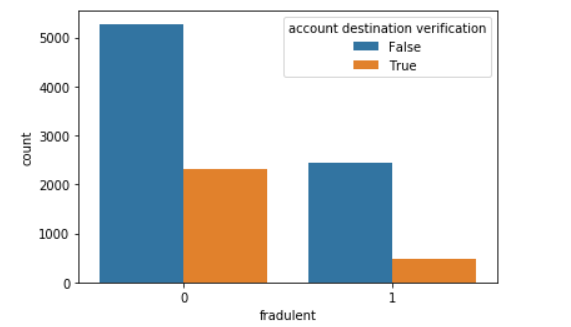 account destination verification
False
True
5000
4000
3000
2000
1000
0
count
0 1
fradulent